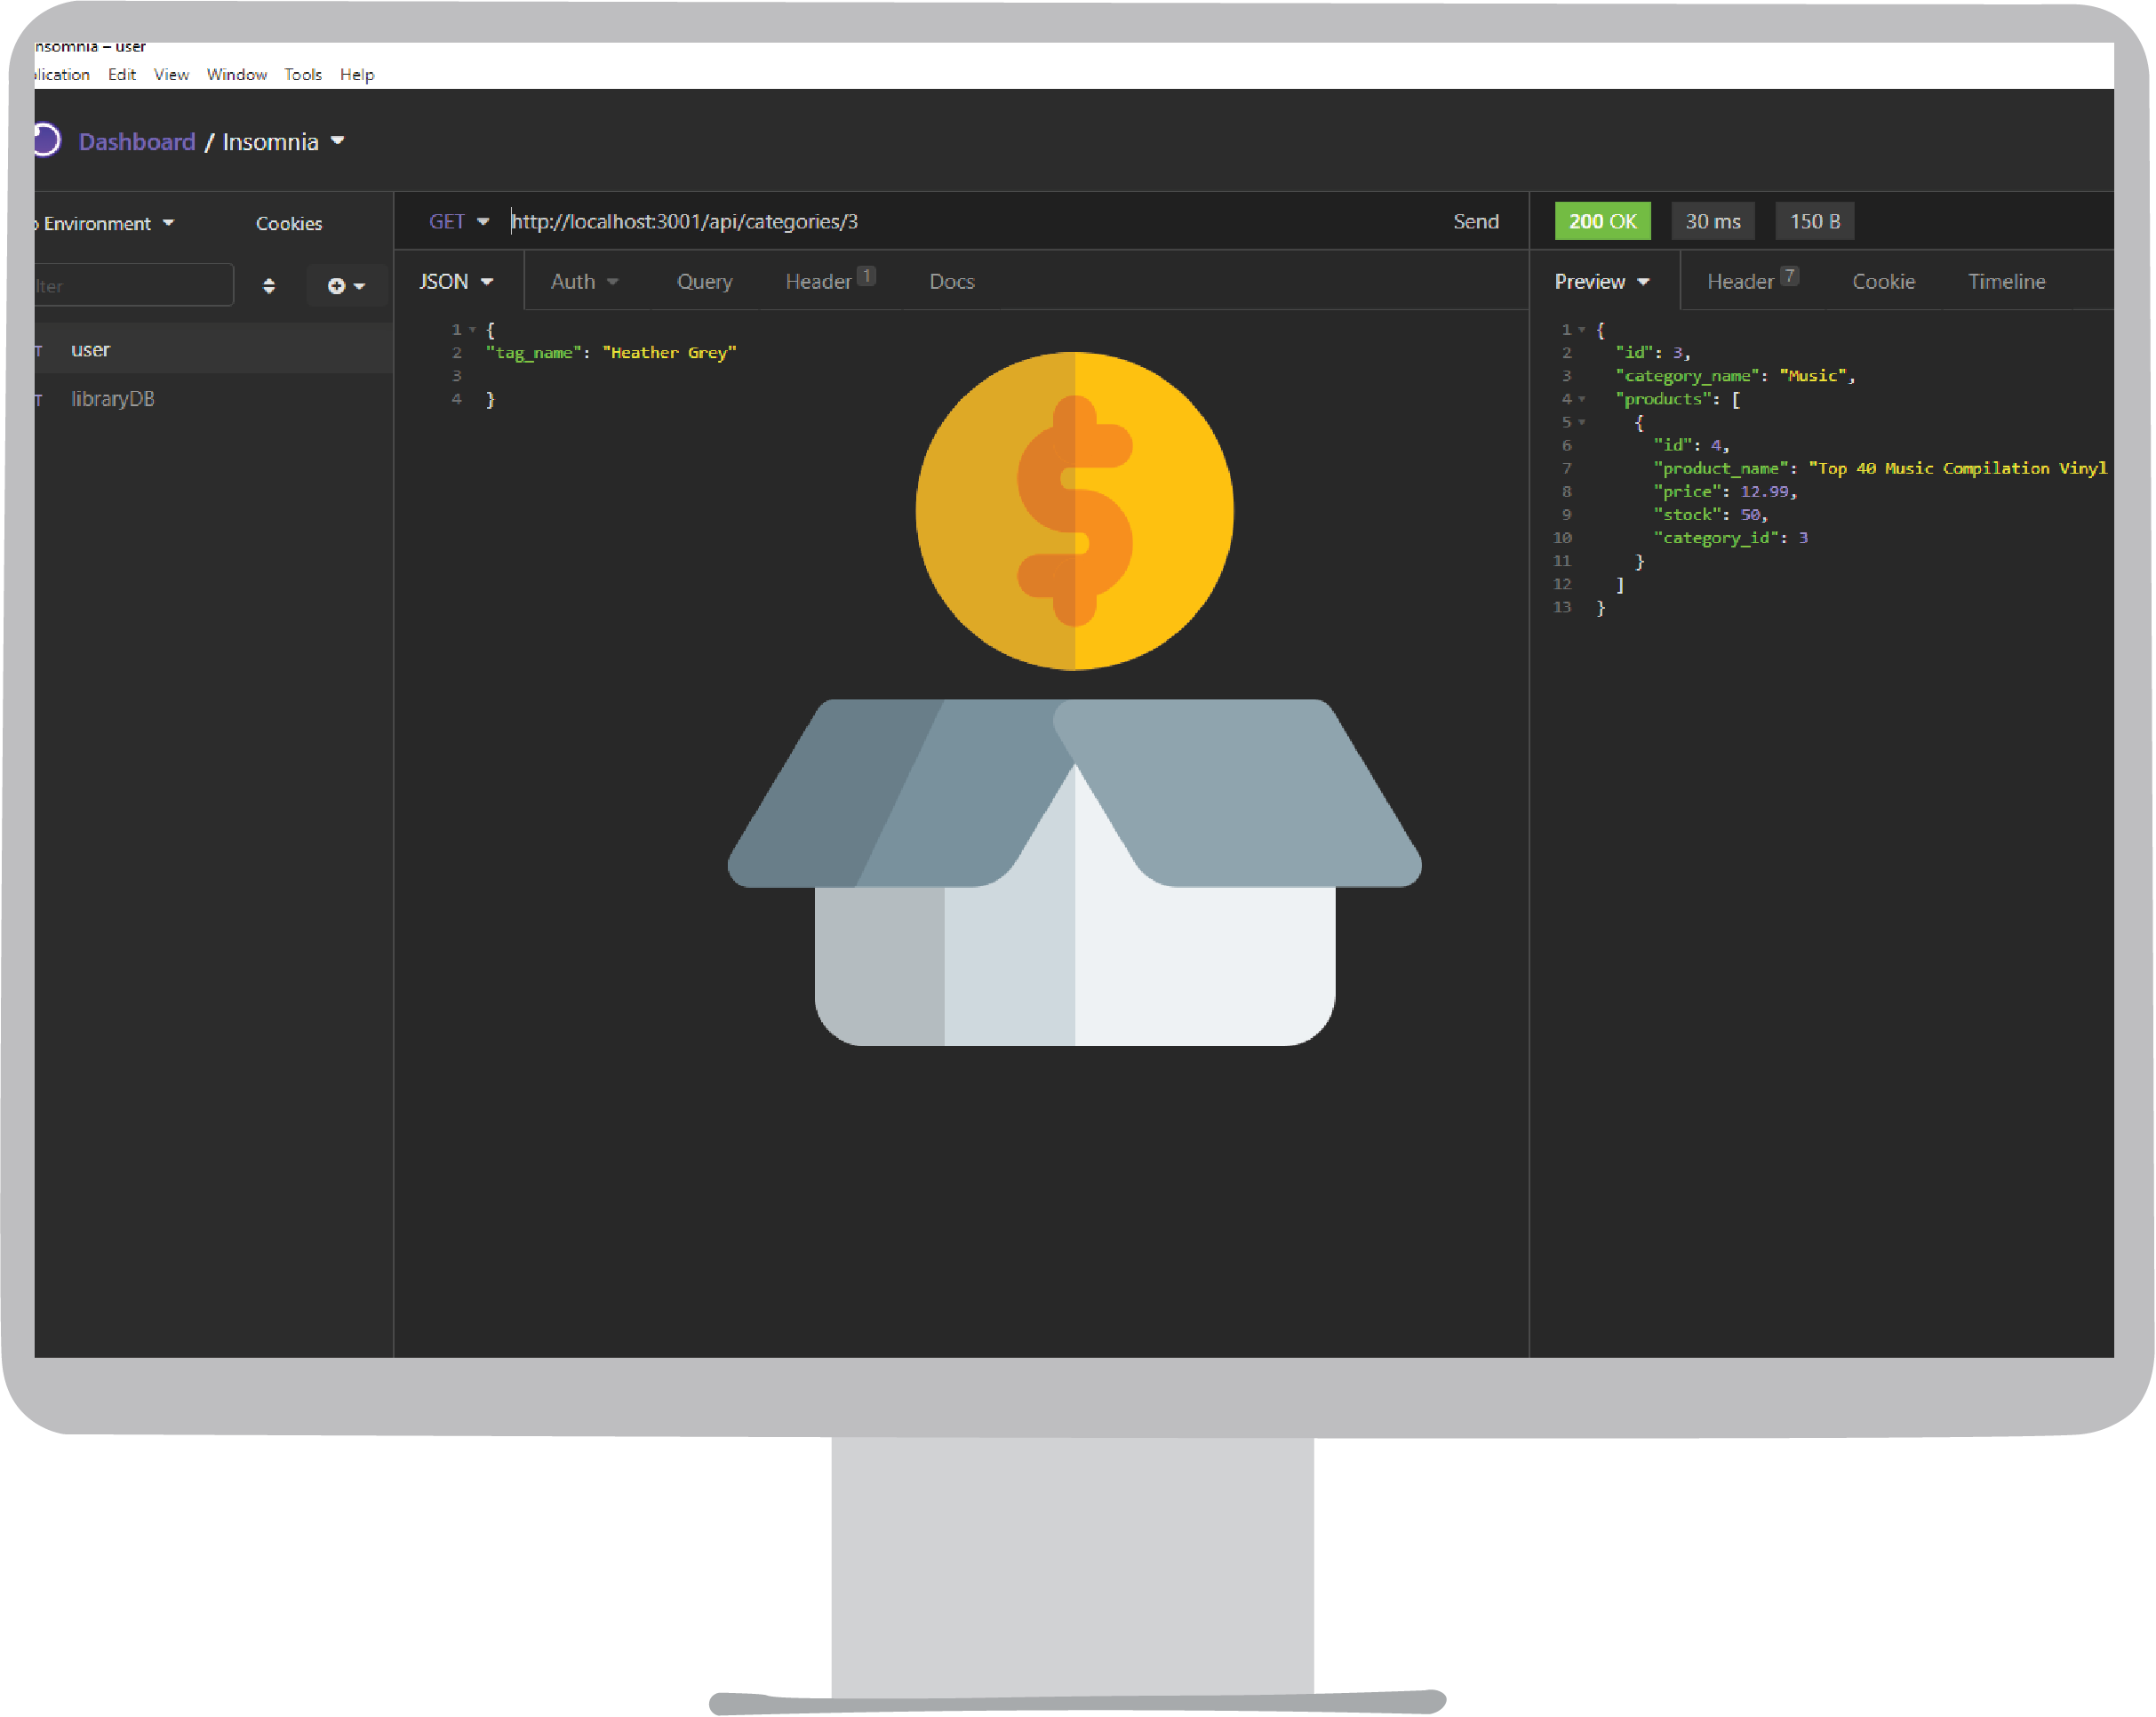 nsomnia – user
plication Edit View Window Tools Help
Dashboard / Insomnia
Environment Cookies
GET http://localhost:3001/api/categories/3 Send
200 OK 30 ms 150 B
JSON Auth Query Header 1 Docs
Preview Header 7 Cookie Timeline
lter
T user
T libraryDB
1 {
2 "tag_name": "Heather Grey"
3
4 }
1 {
2 "id": 3,
3 "category_name": "Music",
4 "products": [
5 {
6 "id": 4,
7 "product_name": "Top 40 Music Compilation Vinyl
8 "price": 12.99,
9 "stock": 50,
10 "category_id": 3
11 }
12 ]
13 }
$